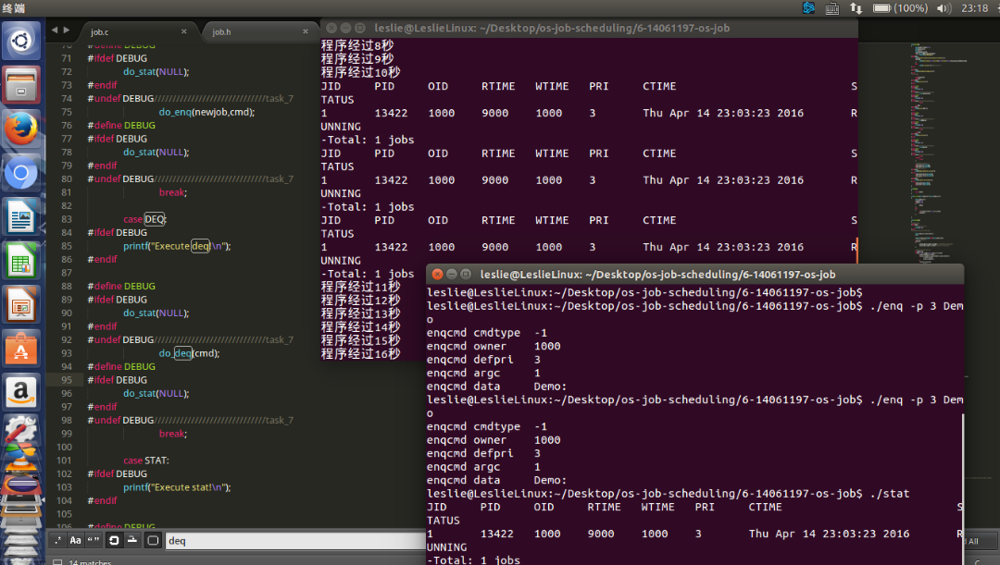 终端
(100%)
23:18
job.c
job.h
70 #define DEBUG
71 #ifdef DEBUG
72 do_stat(NULL);
73 #endif
74 #undef DEBUG//////////////////////////////task_7
75 do_enq(newjob,cmd);
76 #define DEBUG
77 #ifdef DEBUG
78 do_stat(NULL);
79 #endif
80 #undef DEBUG//////////////////////////////task_7
81 break;
82
83 case DEQ:
84 #ifdef DEBUG
85 printf("Execute deq!\n");
86 #endif
87
88 #define DEBUG
89 #ifdef DEBUG
90 do_stat(NULL);
91 #endif
92 #undef DEBUG//////////////////////////////task_7
93 do_deq(cmd);
94 #define DEBUG
95 #ifdef DEBUG
96 do_stat(NULL);
97 #endif
98 #undef DEBUG//////////////////////////////task_7
99 break;
100
101 case STAT:
102 #ifdef DEBUG
103 printf("Execute stat!\n");
104 #endif
105
106 #define DEBUG
.* Aa “” deq
14 matches
leslie@LeslieLinux: ~/Desktop/os-job-scheduling/6-14061197-os-job
程序经过8秒
程序经过9秒
程序经过10秒
JID PID OID RTIME WTIME PRI CTIME S
TATUS
1 13422 1000 9000 1000 3 Thu Apr 14 23:03:23 2016 R
UNNING
-Total: 1 jobs
JID PID OID RTIME WTIME PRI CTIME S
TATUS
1 13422 1000 9000 1000 3 Thu Apr 14 23:03:23 2016 R
UNNING
-Total: 1 jobs
JID PID OID RTIME WTIME PRI CTIME S
TATUS
1 13422 1000 9000 1000 3 Thu Apr 14 23:03:23 2016 R
UNNING
-Total: 1 jobs
程序经过11秒
程序经过12秒
程序经过13秒
程序经过14秒
程序经过15秒
程序经过16秒
leslie@LeslieLinux: ~/Desktop/os-job-scheduling/6-14061197-os-job
leslie@LeslieLinux:~/Desktop/os-job-scheduling/6-14061197-os-job$
leslie@LeslieLinux:~/Desktop/os-job-scheduling/6-14061197-os-job$ ./enq -p 3 Dem
o
enqcmd cmdtype -1
enqcmd owner 1000
enqcmd defpri 3
enqcmd argc 1
enqcmd data Demo:
leslie@LeslieLinux:~/Desktop/os-job-scheduling/6-14061197-os-job$ ./enq -p 3 Dem
o
enqcmd cmdtype -1
enqcmd owner 1000
enqcmd defpri 3
enqcmd argc 1
enqcmd data Demo:
leslie@LeslieLinux:~/Desktop/os-job-scheduling/6-14061197-os-job$ ./stat
JID PID OID RTIME WTIME PRI CTIME S
TATUS
1 13422 1000 9000 1000 3 Thu Apr 14 23:03:23 2016 R
UNNING
-Total: 1 jobs
All